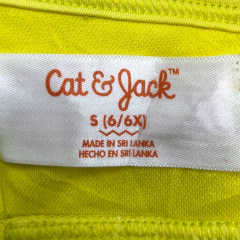 Cat & Jack™
S (6/6X)
MADE IN SRI LANKA
HECHO EN SRI LANKA